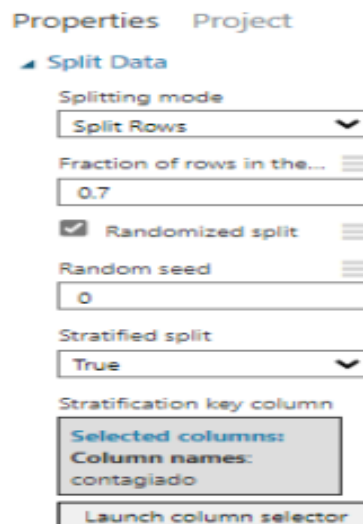 Properties Project
Split Data
Splitting mode
Split Rows
Fraction of rows in the...
0.7
Randomized split
Random seed
0
Stratified split
True
Stratification key column
Selected columns:
Column names:
contagiado
Launch column selector